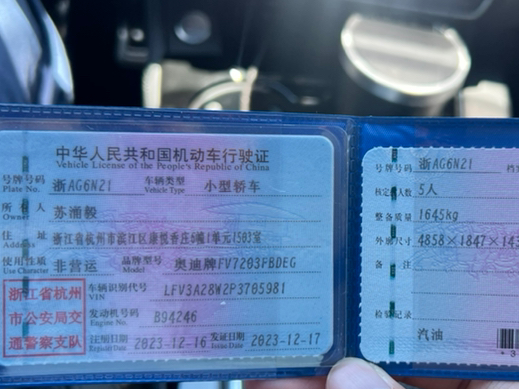 中华人民共和国机动车行驶证
Vehicle License of the People's Republic of China
号牌号码 Plate No. 浙AG6N21 车辆类型 Vehicle Type 小型轿车
所有人 Owner 苏涌毅
住址 Address 浙江省杭州市滨江区康悦香庄6幢1单元1503室
使用性质 Use Character 非营运 品牌型号 Model 奥迪牌FV7203FBDEG
车辆识别代号 VIN LFV3A28W2P3705981
发动机号码 Engine No. B94246
注册日期 Register Date 2023-12-16 发证日期 Issue Date 2023-12-17
浙江省杭州
市公安局交
通警察支队
号牌号码 浙AG6N21
核定人数 5人
整备质量 1645kg
外廓尺寸 4858×1847×14
备注
检验记录
汽油